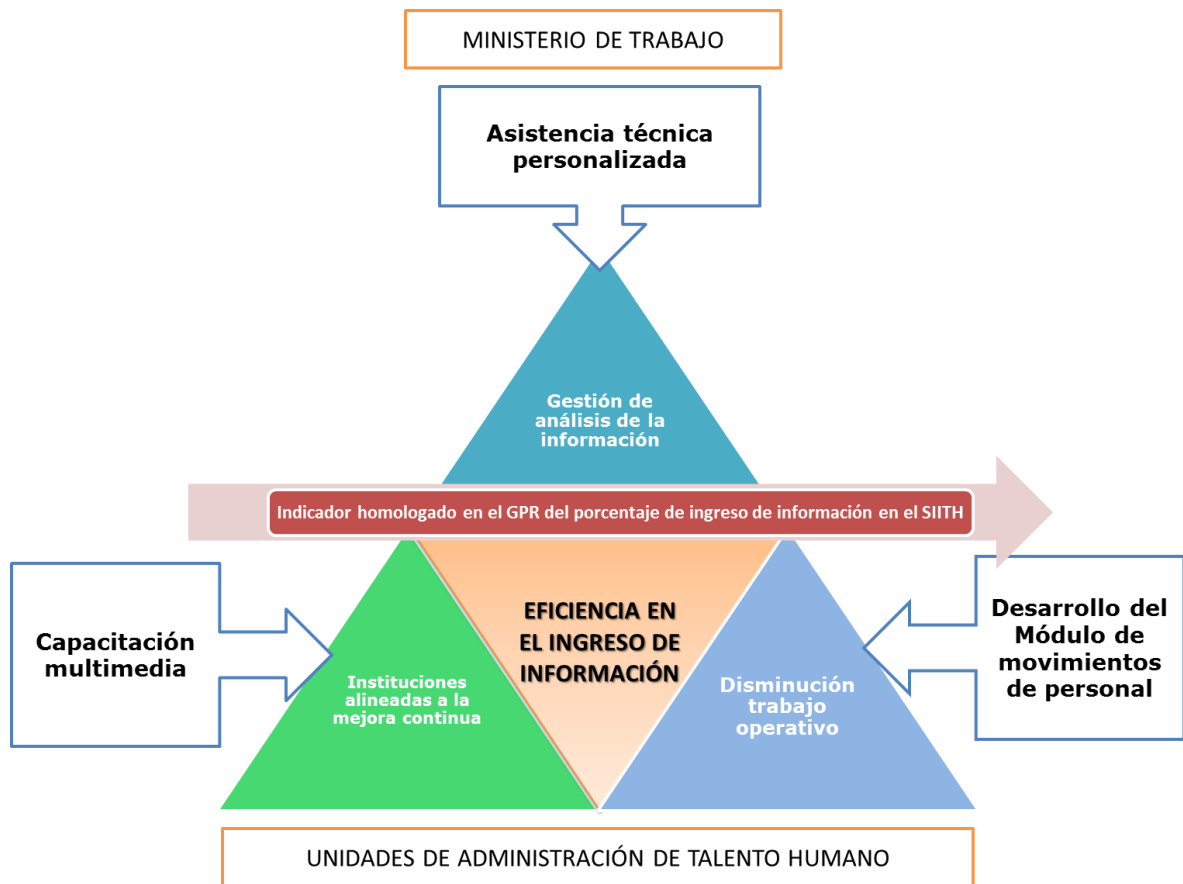 MINISTERIO DE TRABAJO
Asistencia técnica
personalizada
Gestión de
análisis de la
información
Indicador homologado en el GPR del porcentaje de ingreso de información en el SIITH
Capacitación
multimedia
Instituciones
alineadas a la
mejora continua
EFICIENCIA EN
EL INGRESO DE
INFORMACIÓN
Disminución
trabajo
operativo
Desarrollo del
Módulo de
movimientos
de personal
UNIDADES DE ADMINISTRACIÓN DE TALENTO HUMANO